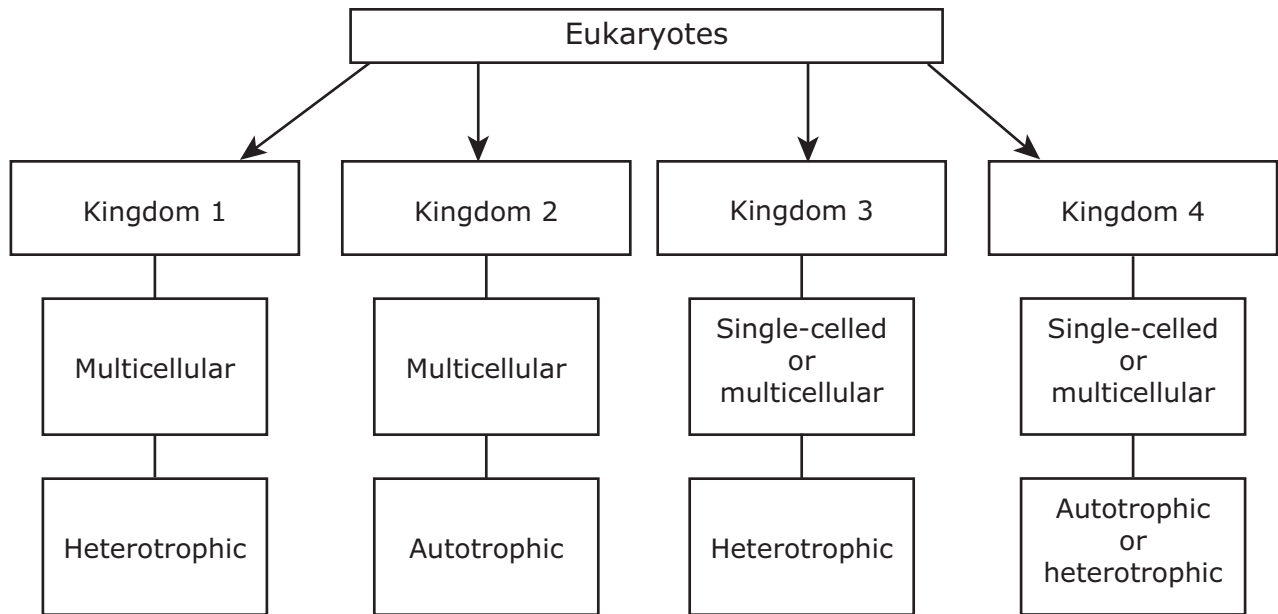 Eukaryotes
Kingdom 1
Kingdom 2
Kingdom 3
Kingdom 4
Multicellular
Multicellular
Single-celled
or
multicellular
Single-celled
or
multicellular
Heterotrophic
Autotrophic
Heterotrophic
Autotrophic
or
heterotrophic